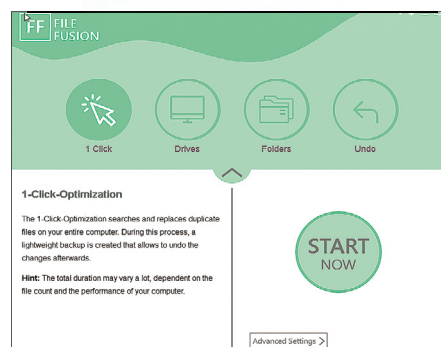 FF FILE
FUSION
1 Click Drives Folders Undo
1-Click-Optimization
The 1-Click-Optimization searches and replaces duplicate
files on your entire computer. During this process, a
lightweight backup is created that allows to undo the
changes afterwards.
Hint: The total duration may vary a lot, dependent on the
file count and the performance of your computer.
START
NOW
Advanced Settings >